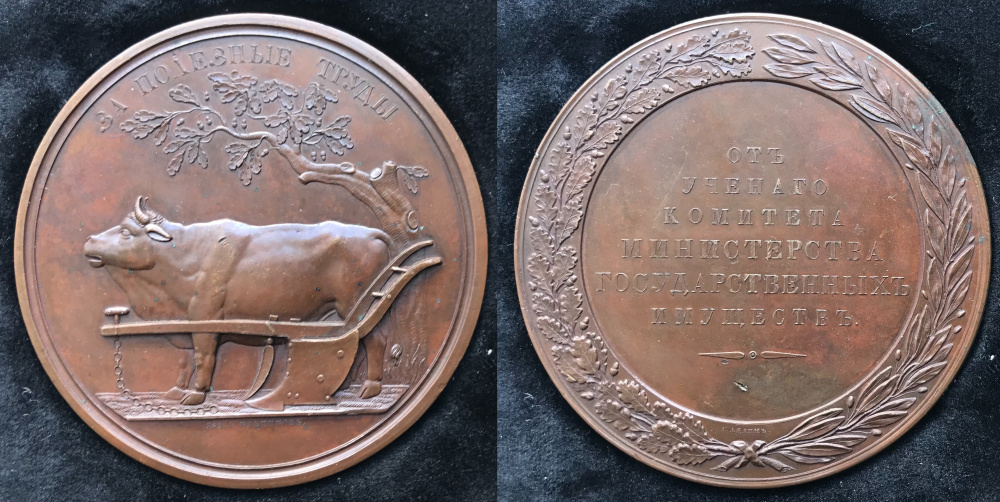 ЗА ПОЛЕЗНЫЕ ТРУДЫ
ОТЪ
УЧЕНАГО
КОМИТЕТА
МИНИСТЕРСТВА
ГОСУДАРСТВЕННЫХЪ
ИМУЩЕСТВЪ.